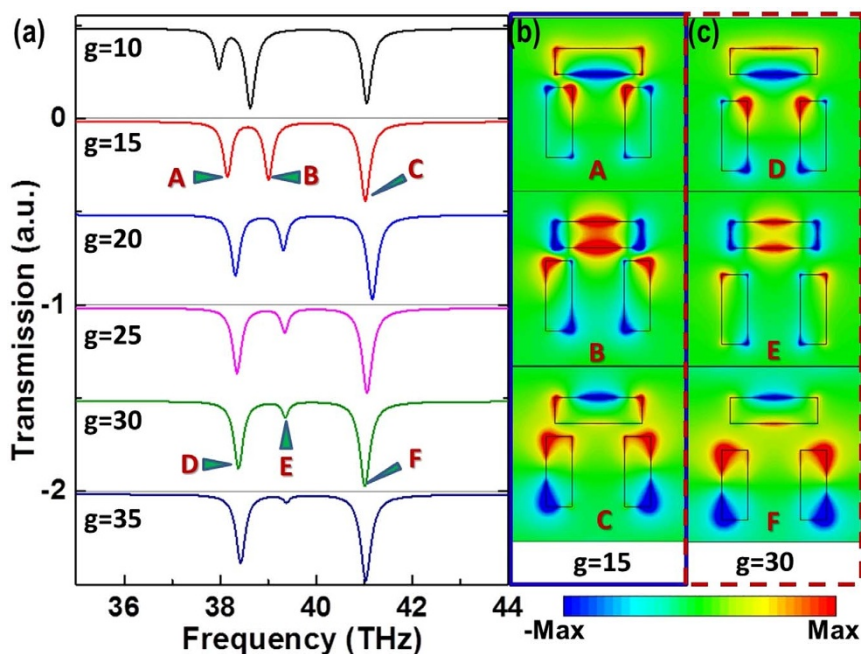 (a)
g=10
0
g=15
A
B
C
g=20
-1
g=25
g=30
D
E
F
-2
g=35
36
38
40
42
44
Frequency (THz)
Transmission (a.u.)
(b)
A
B
C
g=15
(c)
D
E
F
g=30
-Max
Max